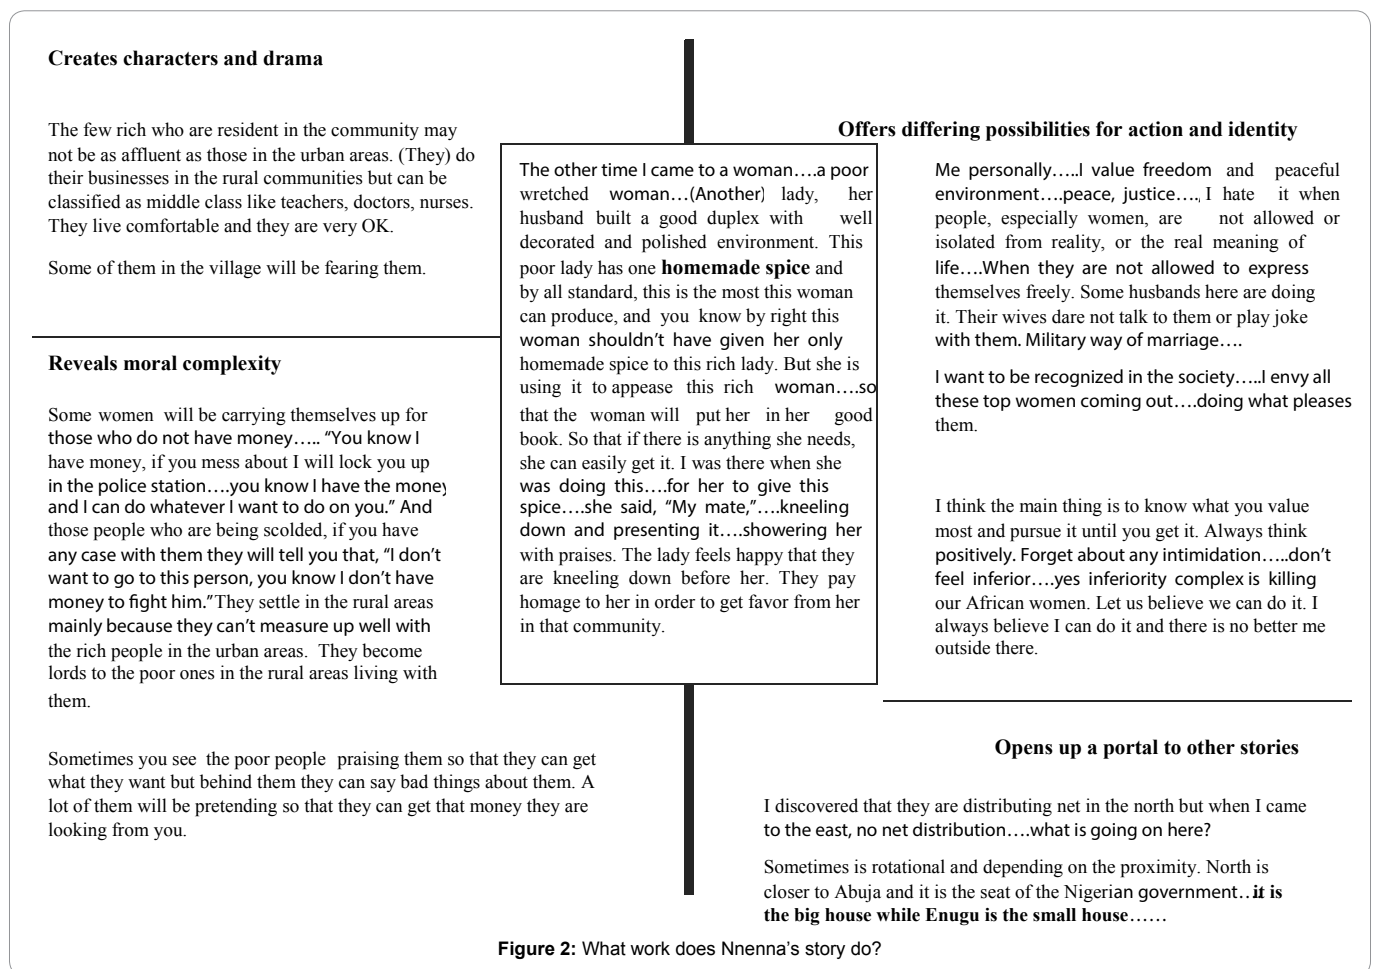 Creates characters and drama
The few rich who are resident in the community may
not be as affluent as those in the urban areas. (They) do
their businesses in the rural communities but can be
classified as middle class like teachers, doctors, nurses.
They live comfortable and they are very OK.
Some of them in the village will be fearing them.
Reveals moral complexity
Some women will be carrying themselves up for
those who do not have money….. “You know I
have money, if you mess about I will lock you up
in the police station….you know I have the money
and I can do whatever I want to do on you.” And
those people who are being scolded, if you have
any case with them they will tell you that, “I don’t
want to go to this person, you know I don’t have
money to fight him.” They settle in the rural areas
mainly because they can’t measure up well with
the rich people in the urban areas. They become
lords to the poor ones in the rural areas living with
them.
Sometimes you see the poor people praising them so that they can get
what they want but behind them they can say bad things about them. A
lot of them will be pretending so that they can get that money they are
looking from you.
The other time I came to a woman….a poor
wretched woman…(Another) lady, her
husband built a good duplex with well
decorated and polished environment. This
poor lady has one homemade spice and
by all standard, this is the most this woman
can produce, and you know by right this
woman shouldn’t have given her only
homemade spice to this rich lady. But she is
using it to appease this rich woman….so
that the woman will put her in her good
book. So that if there is anything she needs,
she can easily get it. I was there when she
was doing this….for her to give this
spice….she said, “My mate,”….kneeling
down and presenting it….showering her
with praises. The lady feels happy that they
are kneeling down before her. They pay
homage to her in order to get favor from her
in that community.
Offers differing possibilities for action and identity
Me personally…..I value freedom and peaceful
environment….peace, justice…., I hate it when
people, especially women, are not allowed or
isolated from reality, or the real meaning of
life….When they are not allowed to express
themselves freely. Some husbands here are doing
it. Their wives dare not talk to them or play joke
with them. Military way of marriage….
I want to be recognized in the society…..I envy all
these top women coming out….doing what pleases
them.
I think the main thing is to know what you value
most and pursue it until you get it. Always think
positively. Forget about any intimidation…..don’t
feel inferior….yes inferiority complex is killing
our African women. Let us believe we can do it. I
always believe I can do it and there is no better me
outside there.
Opens up a portal to other stories
I discovered that they are distributing net in the north but when I came
to the east, no net distribution….what is going on here?
Sometimes is rotational and depending on the proximity. North is
closer to Abuja and it is the seat of the Nigerian government…it is
the big house while Enugu is the small house……
Figure 2: What work does Nnenna’s story do?